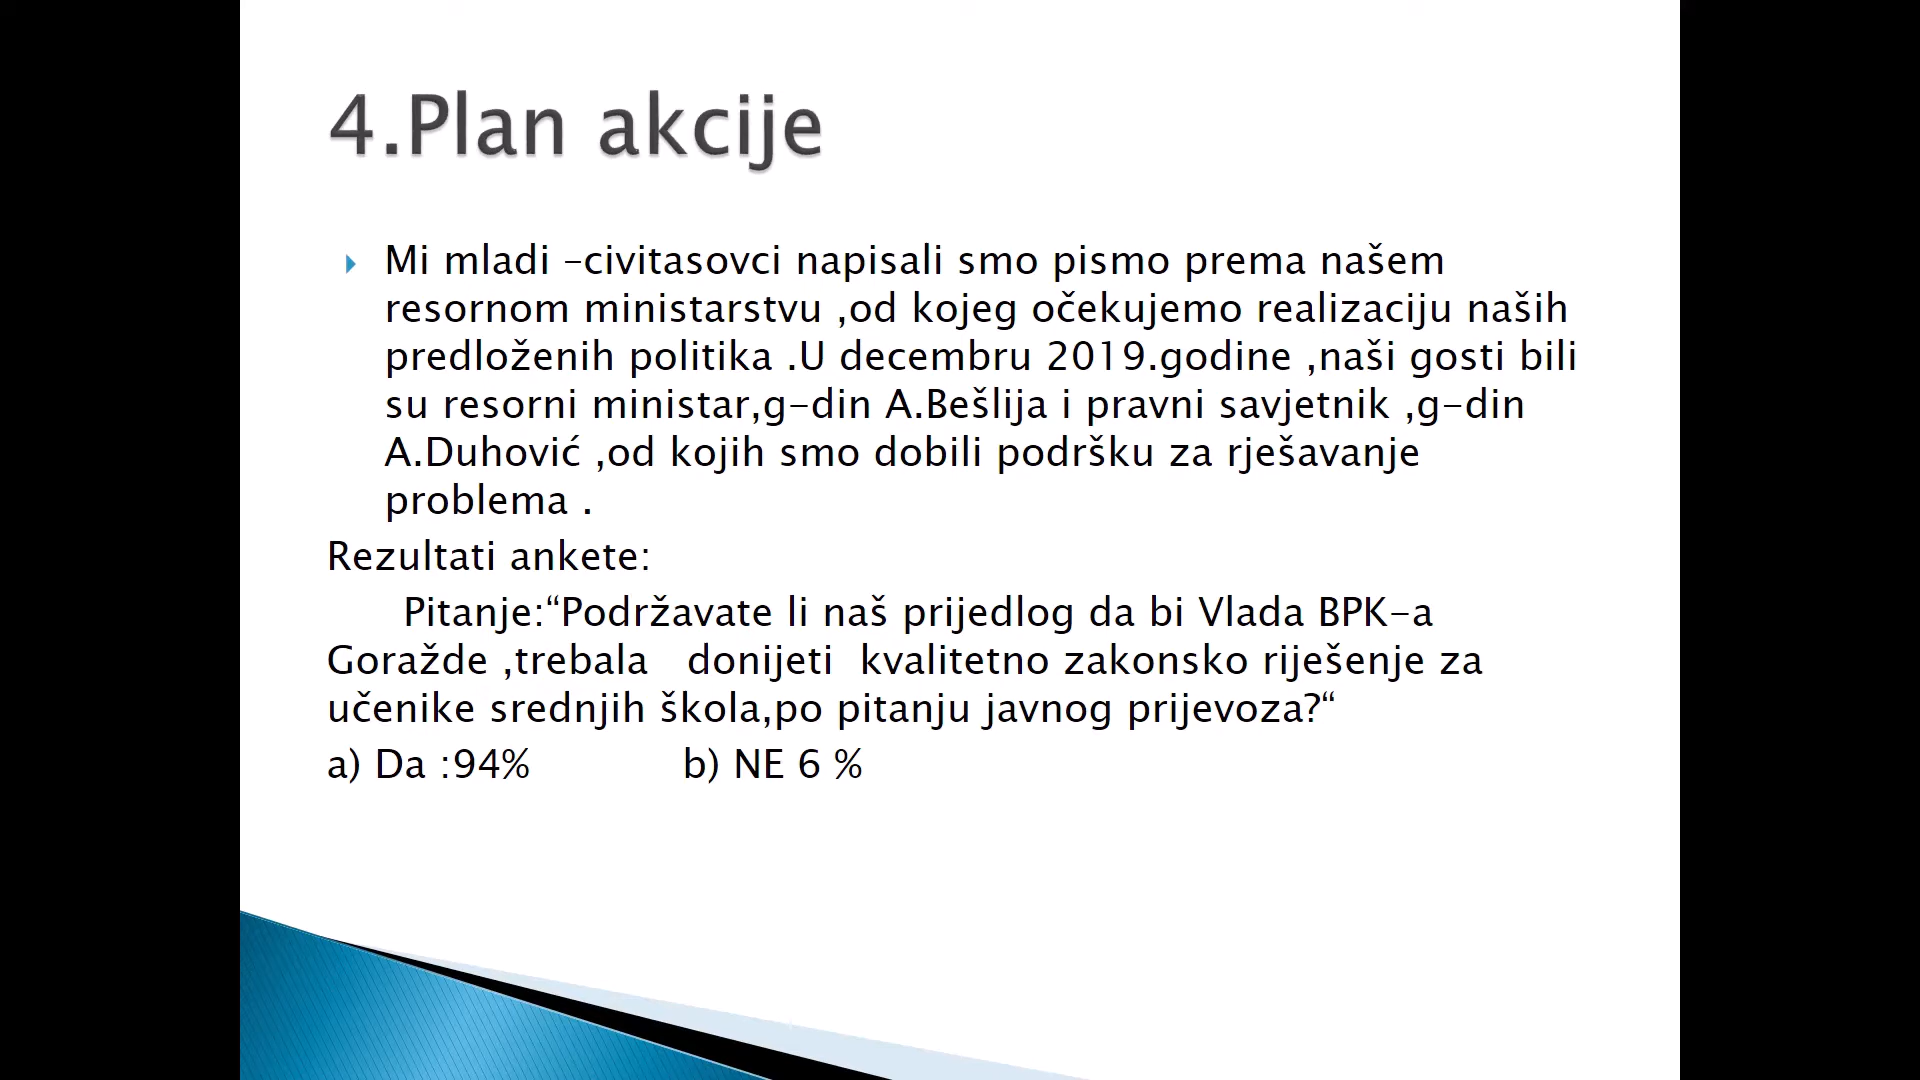 4.Plan akcije
Mi mladi -civitasovci napisali smo pismo prema našem
resornom ministarstvu ,od kojeg očekujemo realizaciju naših
predloženih politika .U decembru 2019.godine ,naši gosti bili
su resorni ministar,g-din A.Bešlija i pravni savjetnik ,g-din
A.Duhović ,od kojih smo dobili podršku za rješavanje
problema .
Rezultati ankete:
Pitanje:“Podržavate li naš prijedlog da bi Vlada BPK-a
Goražde ,trebala donijeti kvalitetno zakonsko riješenje za
učenike srednjih škola,po pitanju javnog prijevoza?“
a) Da :94% b) NE 6 %